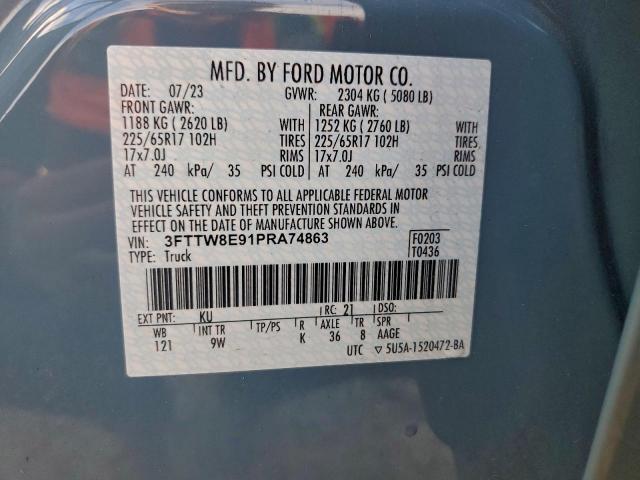 MFD. BY FORD MOTOR CO.
DATE: 07/23 GVWR: 2304 KG ( 5080 LB)
FRONT GAWR: REAR GAWR:
1188 KG ( 2620 LB) WITH 1252 KG ( 2760 LB) WITH
225/65R17 102H TIRES 225/65R17 102H TIRES
17x7.0J RIMS 17x7.0J RIMS
AT 240 kPa/ 35 PSI COLD AT 240 kPa/ 35 PSI COLD
THIS VEHICLE CONFORMS TO ALL APPLICABLE FEDERAL MOTOR
VEHICLE SAFETY AND THEFT PREVENTION STANDARDS IN
EFFECT ON THE DATE OF MANUFACTURE SHOWN ABOVE.
VIN: 3FTTW8E91PRA74863 F0203
TYPE: Truck T0436
EXT PNT: KU RC: 21 DSO:
WB INT TR TP/PS R AXLE TR SPR
121 9W K 36 8 AAGE
UTC ▽5U5A-1520472-BA